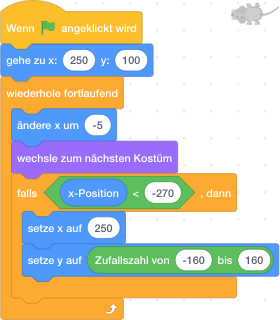 Wenn angeklickt wird
gehe zu x: 250 y: 100
wiederhole fortlaufend
ändere x um -5
wechsle zum nächsten Kostüm
falls x-Position < -270 , dann
setze x auf 250
setze y auf Zufallszahl von -160 bis 160